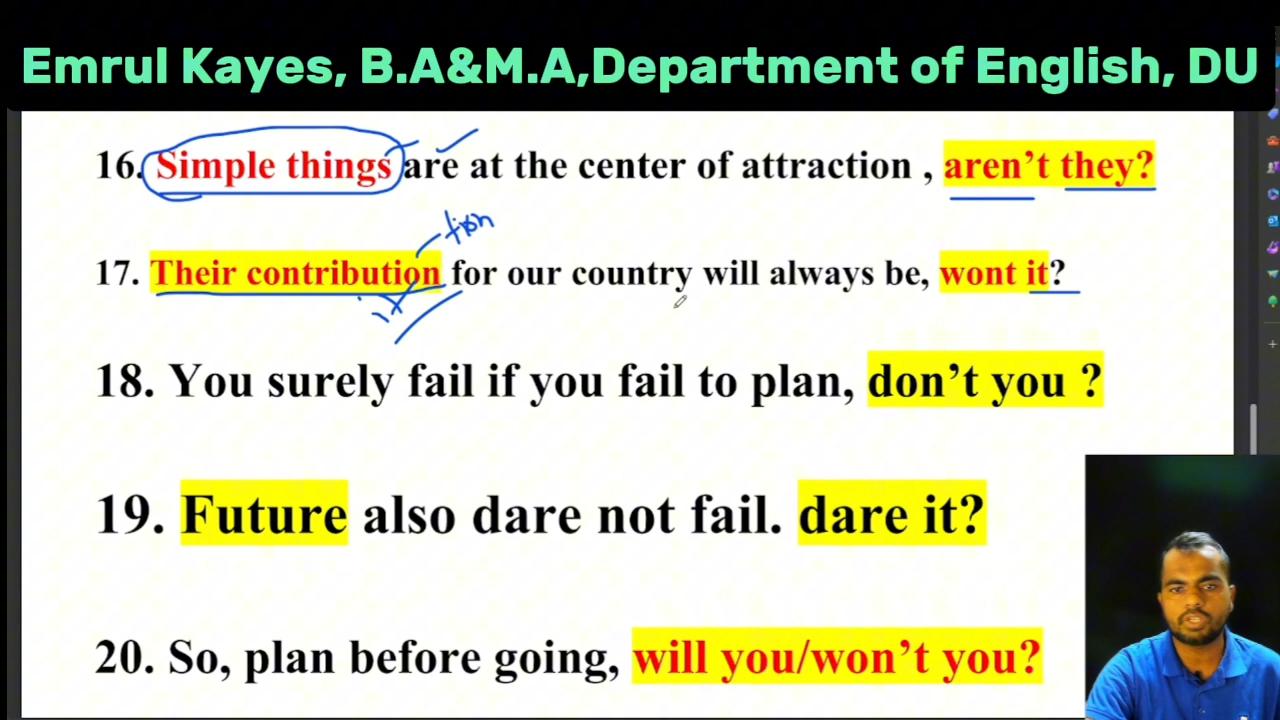 Emrul Kayes, B.A&M.A,Department of English, DU
16. Simple things are at the center of attraction , aren’t they?
tion
17. Their contribution for our country will always be, wont it?
it
18. You surely fail if you fail to plan, don’t you ?
19. Future also dare not fail. dare it?
20. So, plan before going, will you/won’t you?